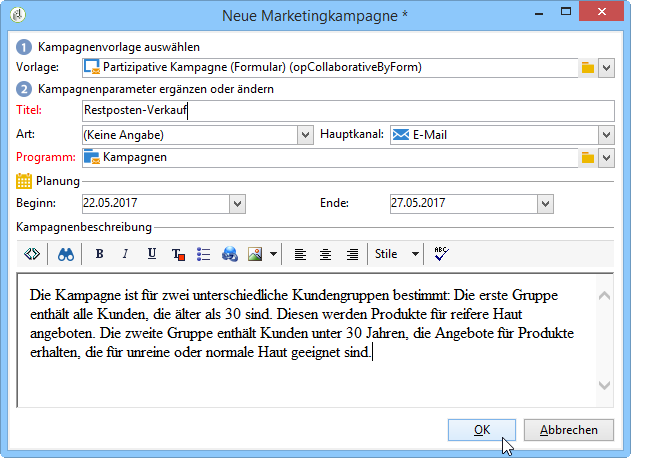 Neue Marketingkampagne *
1 Kampagnenvorlage auswählen
Vorlage: Partizipative Kampagne (Formular) (opCollaborativeByForm)
2 Kampagnenparameter ergänzen oder ändern
Titel: Restposten-Verkauf
Art: (Keine Angabe) Hauptkanal: E-Mail
Programm: Kampagnen
Planung
Beginn: 22.05.2017 Ende: 27.05.2017
Kampagnenbeschreibung
B I U T Stile ABC
Die Kampagne ist für zwei unterschiedliche Kundengruppen bestimmt: Die erste Gruppe
enthält alle Kunden, die älter als 30 sind. Diesen werden Produkte für reifere Haut
angeboten. Die zweite Gruppe enthält Kunden unter 30 Jahren, die Angebote für Produkte
erhalten, die für unreine oder normale Haut geeignet sind.
OK Abbrechen